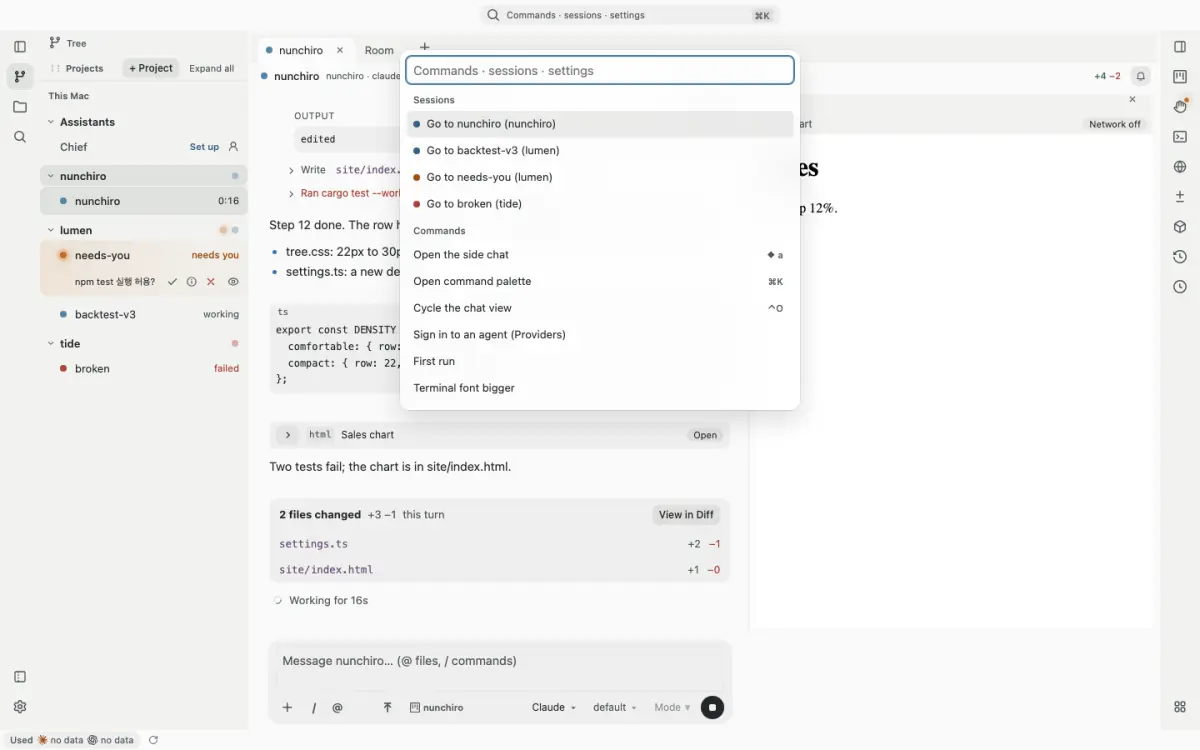 Commands · sessions · settings ⌘K
Tree
Projects + Project Expand all
This Mac
Assistants
Chief Set up
nunchiro
nunchiro 0:16
lumen
needs-you needs you
npm test 실행 허용?
backtest-v3 working
tide
broken failed
nunchiro × Room +
nunchiro nunchiro · claude
+4 −2
OUTPUT
edited
Write site/index.
Ran cargo test --work
Step 12 done. The row h
• tree.css: 22px to 30p
• settings.ts: a new de
ts
export const DENSITY
comfortable: { row:
compact: { row: 22,
};
html Sales chart Open
Two tests fail; the chart is in site/index.html.
2 files changed +3 −1 this turn View in Diff
settings.ts +2 −1
site/index.html +1 −0
Working for 16s
Message nunchiro... (@ files, / commands)
+ / @ nunchiro Claude default Mode
Commands · sessions · settings
Sessions
Go to nunchiro (nunchiro)
Go to backtest-v3 (lumen)
Go to needs-you (lumen)
Go to broken (tide)
Commands
Open the side chat ◆ a
Open command palette ⌘K
Cycle the chat view ^O
Sign in to an agent (Providers)
First run
Terminal font bigger
art Network off
es
p 12%.
Used no data no data